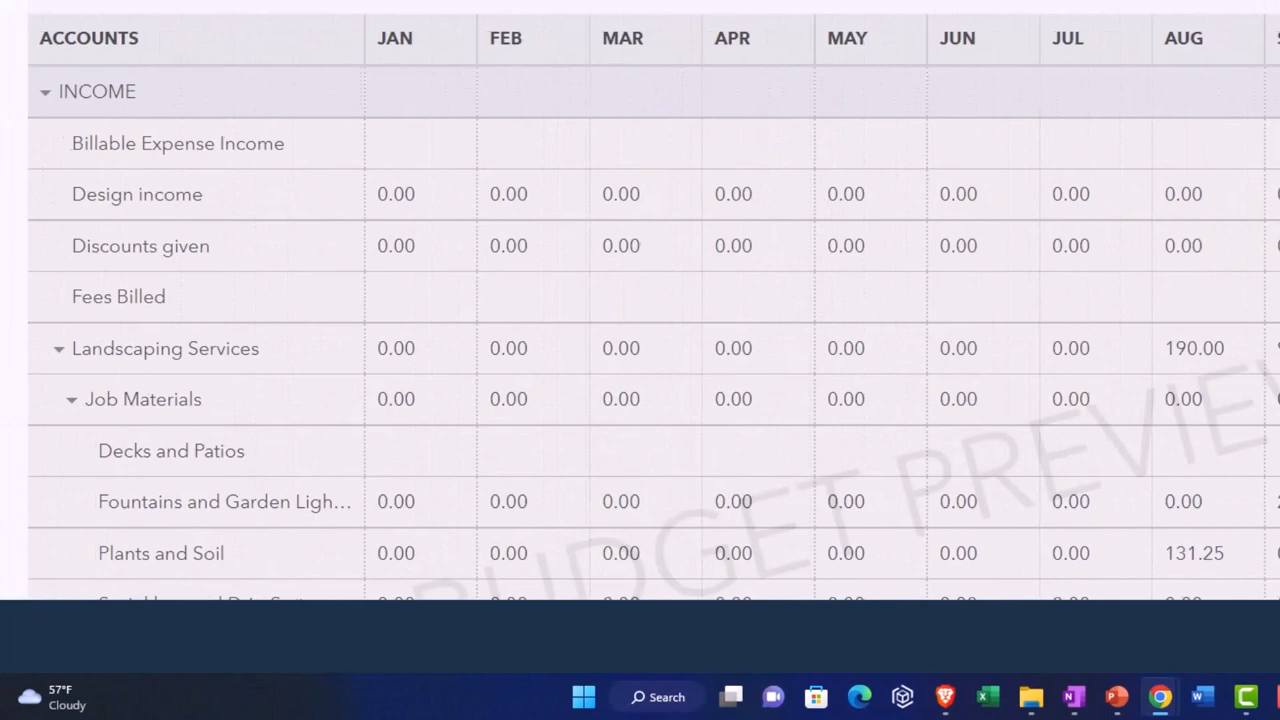 ACCOUNTS JAN FEB MAR APR MAY JUN JUL AUG
INCOME
Billable Expense Income
Design income 0.00 0.00 0.00 0.00 0.00 0.00 0.00 0.00
Discounts given 0.00 0.00 0.00 0.00 0.00 0.00 0.00 0.00
Fees Billed
Landscaping Services 0.00 0.00 0.00 0.00 0.00 0.00 0.00 190.00
Job Materials 0.00 0.00 0.00 0.00 0.00 0.00 0.00 0.00
Decks and Patios
Fountains and Garden Ligh... 0.00 0.00 0.00 0.00 0.00 0.00 0.00 0.00
Plants and Soil 0.00 0.00 0.00 0.00 0.00 0.00 0.00 131.25
BUDGET PREVIEW
57°F
Cloudy
Search